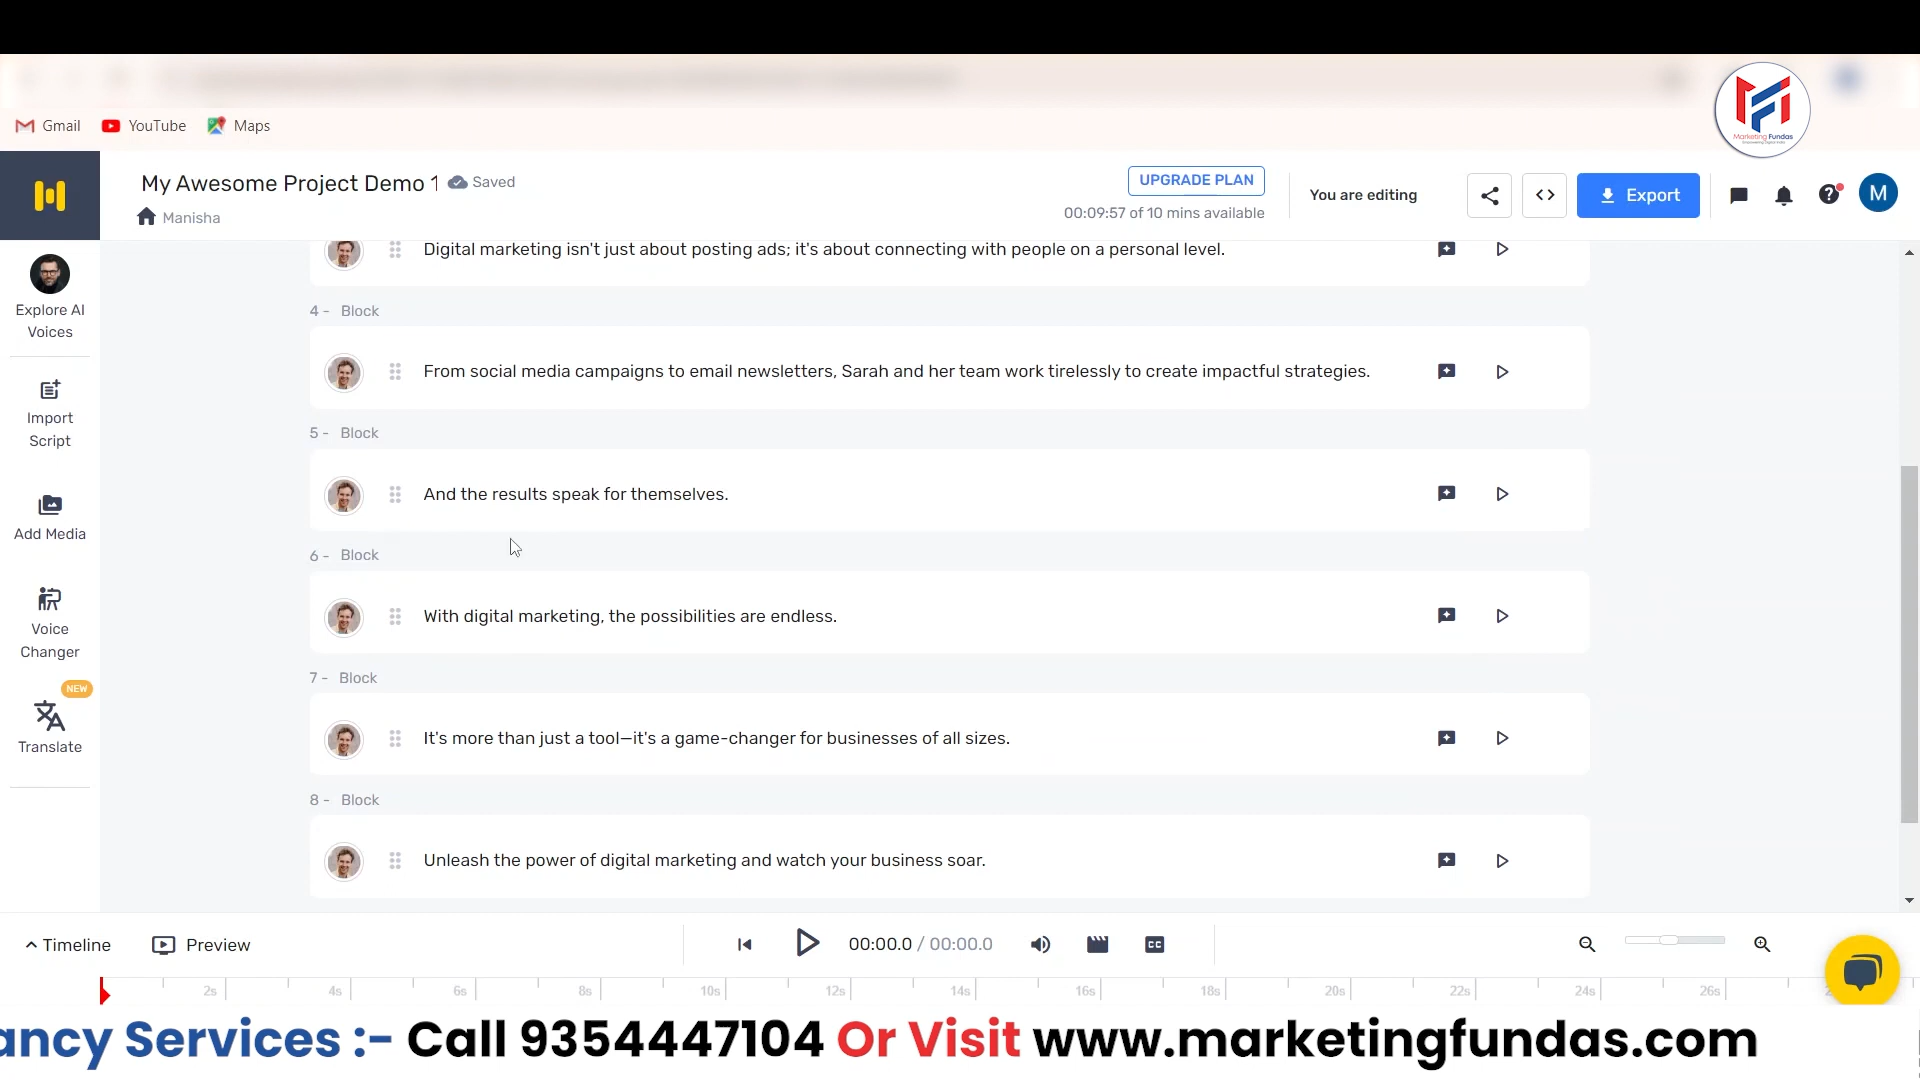 Gmail YouTube Maps
Marketing Fundas
My Awesome Project Demo 1 Saved
Manisha
UPGRADE PLAN
00:09:57 of 10 mins available
You are editing
Export
M
Explore AI
Voices
Import
Script
Add Media
Voice
Changer
NEW
Translate
Digital marketing isn't just about posting ads; it's about connecting with people on a personal level.
4 - Block
From social media campaigns to email newsletters, Sarah and her team work tirelessly to create impactful strategies.
5 - Block
And the results speak for themselves.
6 - Block
With digital marketing, the possibilities are endless.
7 - Block
It's more than just a tool—it's a game-changer for businesses of all sizes.
8 - Block
Unleash the power of digital marketing and watch your business soar.
Timeline Preview 00:00.0 / 00:00.0 CC
2s 4s 6s 8s 10s 12s 14s 16s 18s 20s 22s 24s 26s
ancy Services :- Call 9354447104 Or Visit www.marketingfundas.com